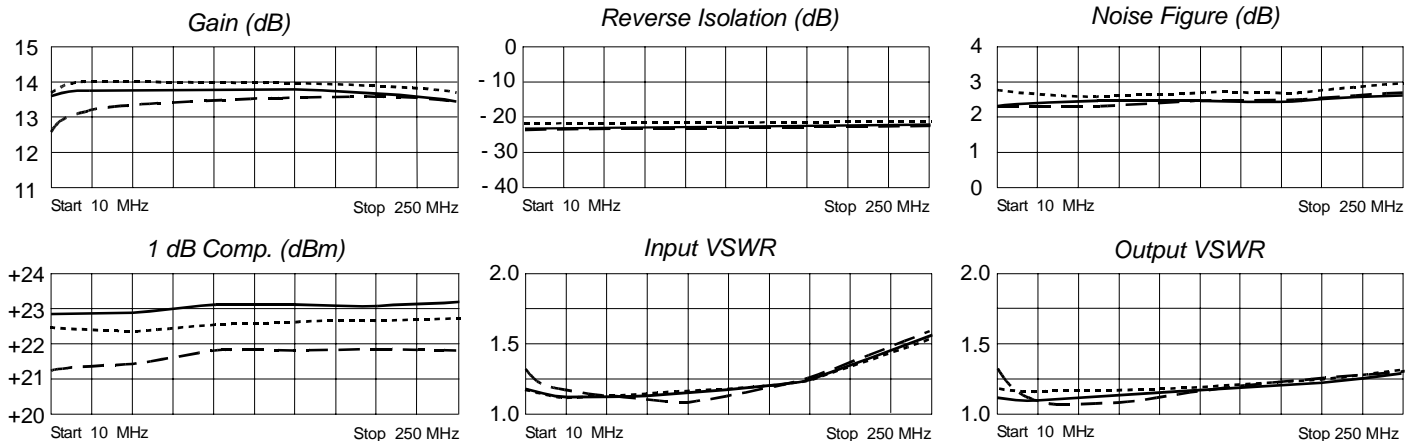 Gain (dB)
15
14
13
12
11
Start 10 MHz
Stop 250 MHz
Reverse Isolation (dB)
0
- 10
- 20
- 30
- 40
Start 10 MHz
Stop 250 MHz
Noise Figure (dB)
4
3
2
1
0
Start 10 MHz
Stop 250 MHz
1 dB Comp. (dBm)
+24
+23
+22
+21
+20
Start 10 MHz
Stop 250 MHz
Input VSWR
2.0
1.5
1.0
Start 10 MHz
Stop 250 MHz
Output VSWR
2.0
1.5
1.0
Start 10 MHz
Stop 250 MHz